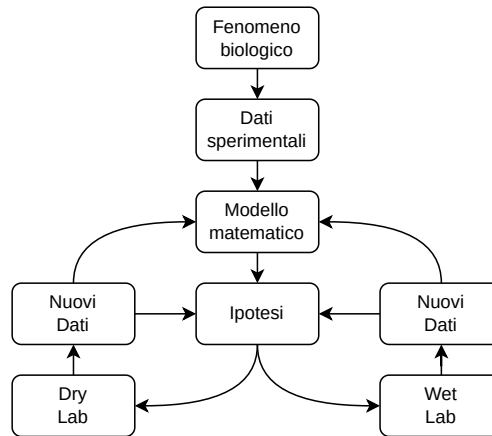 Fenomeno
biologico
Dati
sperimentali
Modello
matematico
Nuovi
Dati
Ipotesi
Nuovi
Dati
Dry
Lab
Wet
Lab